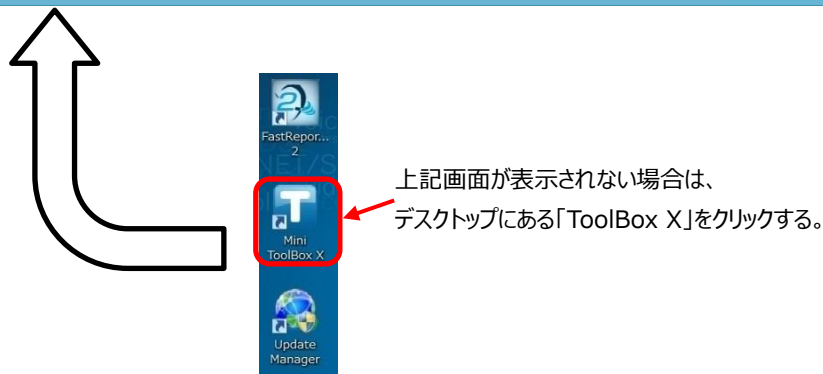 FastRepor...
2
上記画面が表示されない場合は、
デスクトップにある「ToolBox X」をクリックする。
T
Mini
ToolBox X
Update
Manager